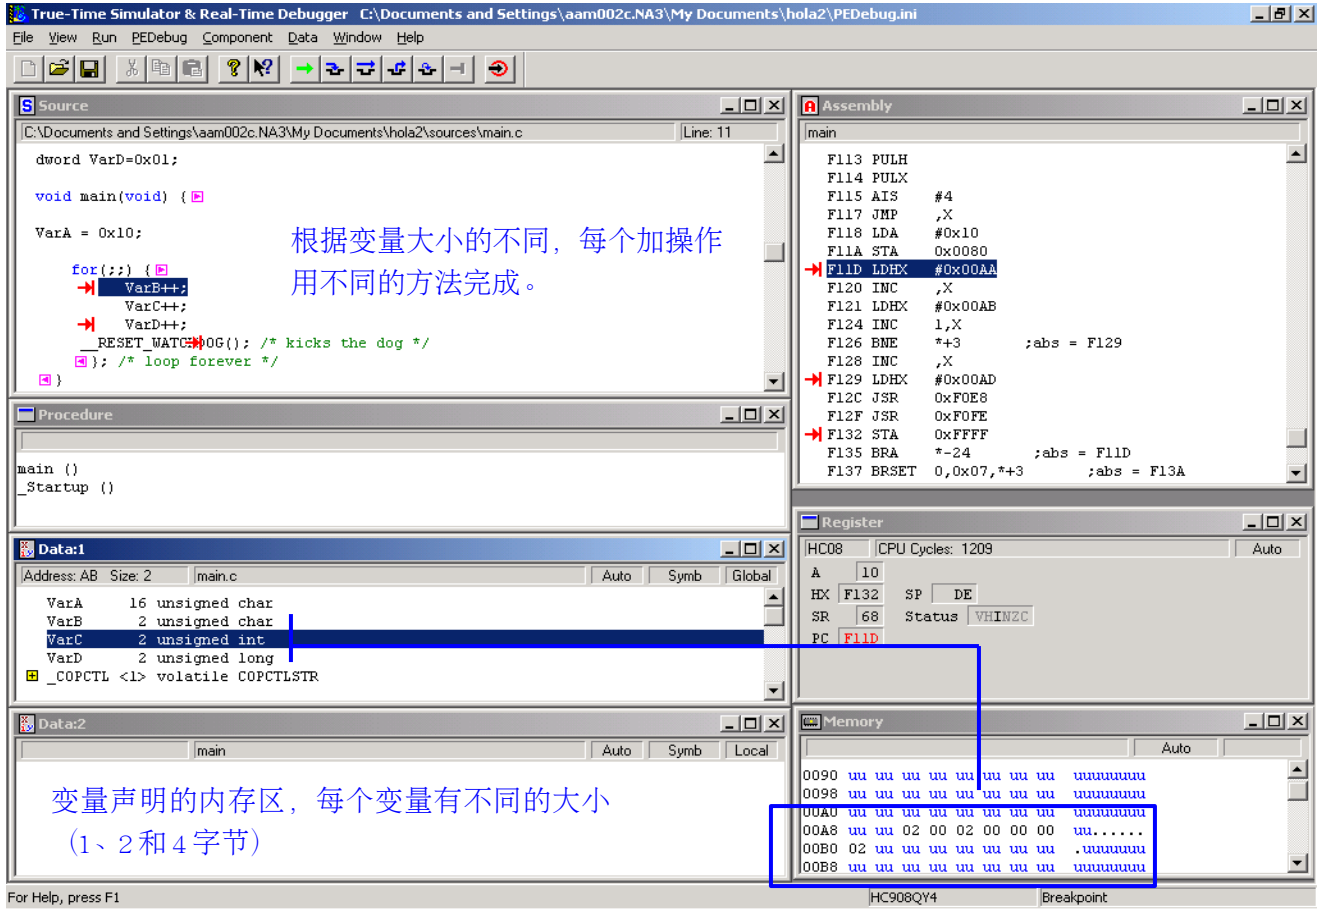 True-Time Simulator & Real-Time Debugger C:\Documents and Settings\aam002c.NA3\My Documents\hola2\PEDebug.ini
File View Run PEDebug Component Data Window Help
Source
C:\Documents and Settings\aam002c.NA3\My Documents\hola2\sources\main.c Line: 11
dword VarD=0x01;
void main(void) {
VarA = 0x10;
根据变量大小的不同，每个加操作
用不同的方法完成。
for(;;) {
VarB++;
VarC++;
VarD++;
__RESET_WATCHDOG(); /* kicks the dog */
}; /* loop forever */
}
Procedure
main ()
_Startup ()
Data:1
Address: AB Size: 2 main.c Auto Symb Global
VarA 16 unsigned char
VarB 2 unsigned char
VarC 2 unsigned int
VarD 2 unsigned long
_COPCTL <1> volatile COPCTLSTR
Data:2
main Auto Symb Local
变量声明的内存区，每个变量有不同的大小
（1、2和4字节）
Assembly
main
F113 PULH
F114 PULX
F115 AIS #4
F117 JMP ,X
F118 LDA #0x10
F11A STA 0x0080
F11D LDHX #0x00AA
F120 INC ,X
F121 LDHX #0x00AB
F124 INC 1,X
F126 BNE *+3 ;abs = F129
F128 INC ,X
F129 LDHX #0x00AD
F12C JSR 0xF0E8
F12F JSR 0xF0FE
F132 STA 0xFFFF
F135 BRA *-24 ;abs = F11D
F137 BRSET 0,0x07,*+3 ;abs = F13A
Register
HC08 CPU Cycles: 1209 Auto
A 10
HX F132 SP DE
SR 68 Status VHINZC
PC F11D
Memory
Auto
0090 uu uu uu uu uu uu uu uu uuuuuuuu
0098 uu uu uu uu uu uu uu uu uuuuuuuu
00A0 uu uu uu uu uu uu uu uu uuuuuuuu
00A8 uu uu 02 00 02 00 00 00 uu......
00B0 02 uu uu uu uu uu uu uu .uuuuuuu
00B8 uu uu uu uu uu uu uu uu uuuuuuuu
For Help, press F1 HC908QY4 Breakpoint